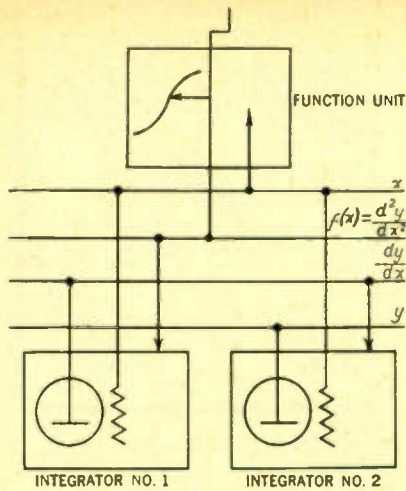 FUNCTION UNIT
x
f(x)=d²y/dx²
dy/dx
y
INTEGRATOR NO. 1
INTEGRATOR NO. 2